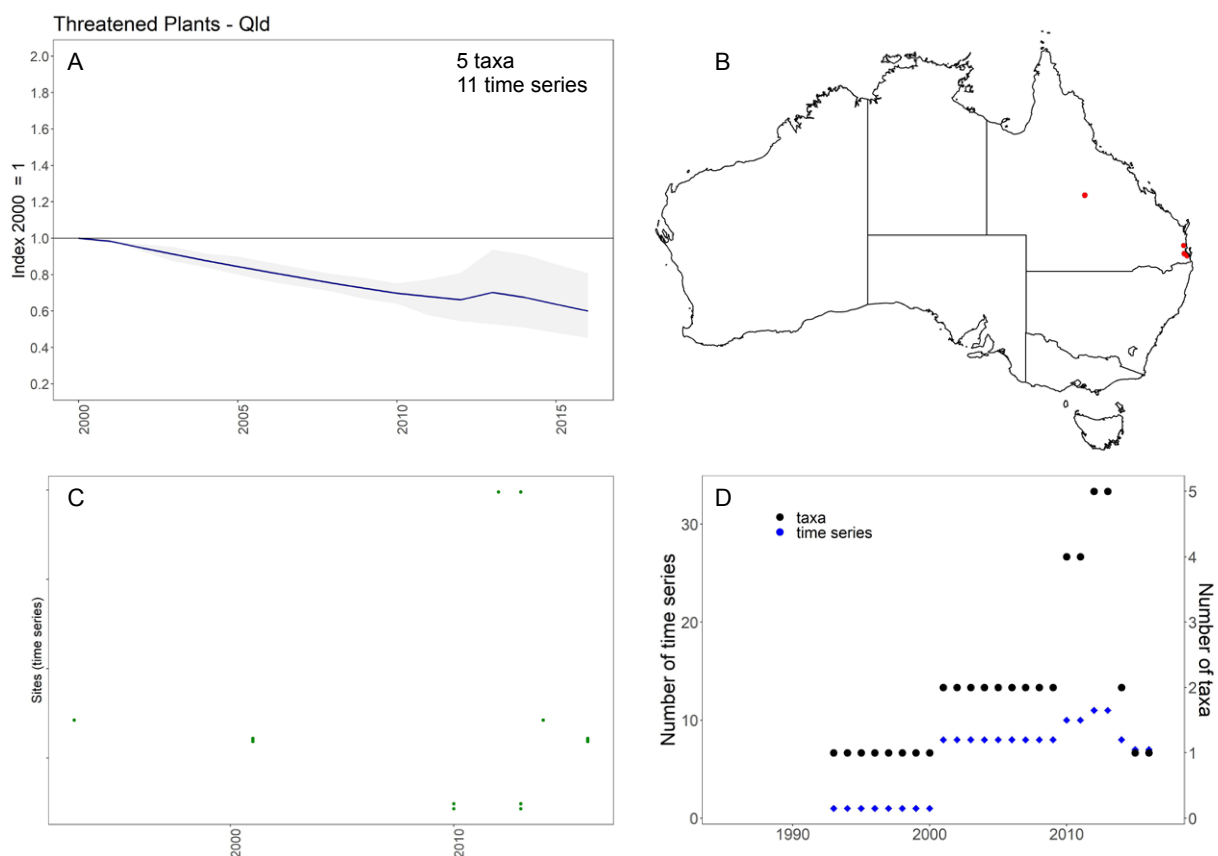 Threatened Plants - Qld
A
5 taxa
11 time series
Index 2000 = 1
2.0
1.8
1.6
1.4
1.2
1.0
0.8
0.6
0.4
0.2
2000
2005
2010
2015
B
C
Sites (time series)
2000
2010
D
taxa
time series
Number of time series
30
20
10
0
1990
2000
2010
5
4
3
2
1
0
Number of taxa